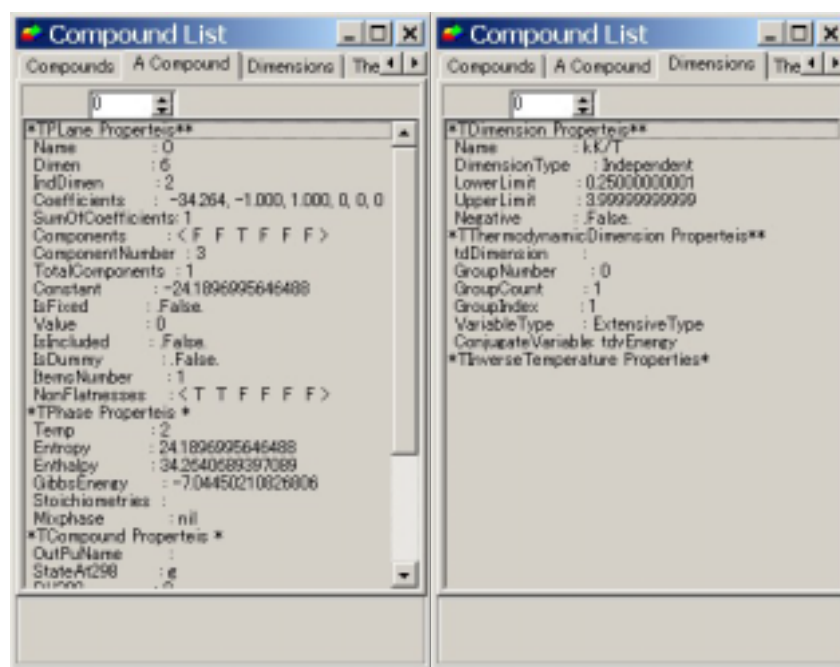 Compound List
Compounds A Compound Dimensions The
0
*TPLane Properteis**
Name : O
Dimen : 6
IndDimen : 2
Coefficients : -34.264, -1.000, 1.000, 0, 0, 0
SumOfCoefficients: 1
Components : < F F T F F F >
ComponentNumber : 3
TotalComponents : 1
Constant : -24.1896995646488
IsFixed : .False.
Value : 0
IsIncluded : .False.
IsDummy : .False.
ItemsNumber : 1
NonFlatnesses : < T T F F F F >
*TPhase Properteis *
Temp : 2
Entropy : 24.1896995646488
Enthalpy : 34.2640689397089
GibbsEnergy : -7.04450210826806
Stoichiometries :
Mixphase : nil
*TCompound Properteis *
OutPuName :
StateAt298 : g
Compound List
Compounds A Compound Dimensions The
0
*TDimension Properteis**
Name : kK/T
DimensionType : Independent
LowerLimit : 0.25000000001
UpperLimit : 3.99999999999
Negative : .False.
*TThermodynamicDimension Properteis**
tdDimension :
GroupNumber : 0
GroupCount : 1
GroupIndex : 1
VariableType : ExtensiveType
ConjugateVariable: tdvEnergy
*TInverseTemperature Properties*